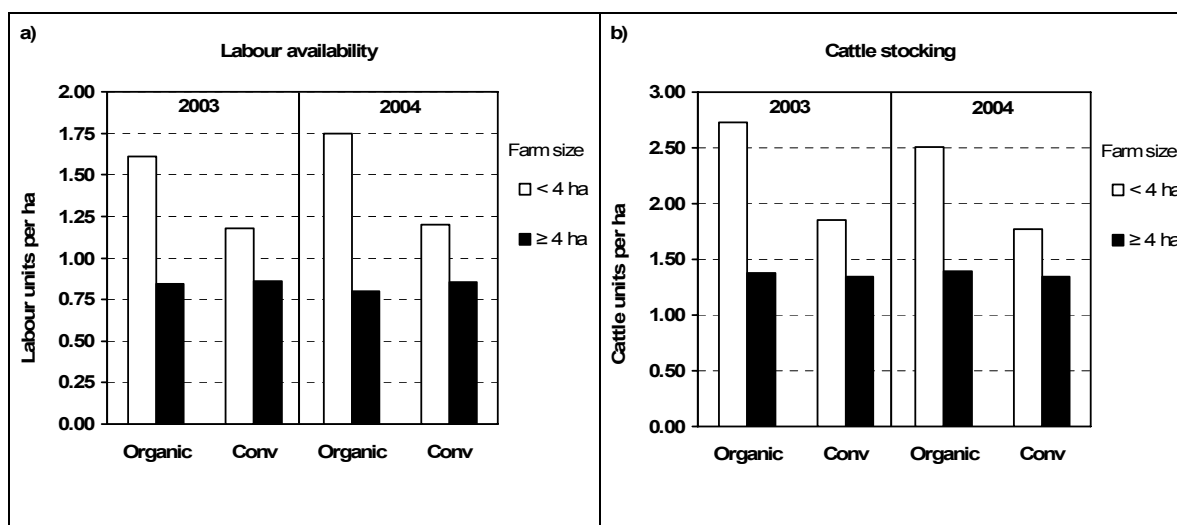 a)
Labour availability
2.00
1.75
1.50
1.25
1.00
0.75
0.50
0.25
0.00
Labour units per ha
2003
2004
Organic
Conv
Organic
Conv
Farm size
< 4 ha
≥ 4 ha
b)
Cattle stocking
3.00
2.50
2.00
1.50
1.00
0.50
0.00
Cattle units per ha
2003
2004
Organic
Conv
Organic
Conv
Farm size
< 4 ha
≥ 4 ha